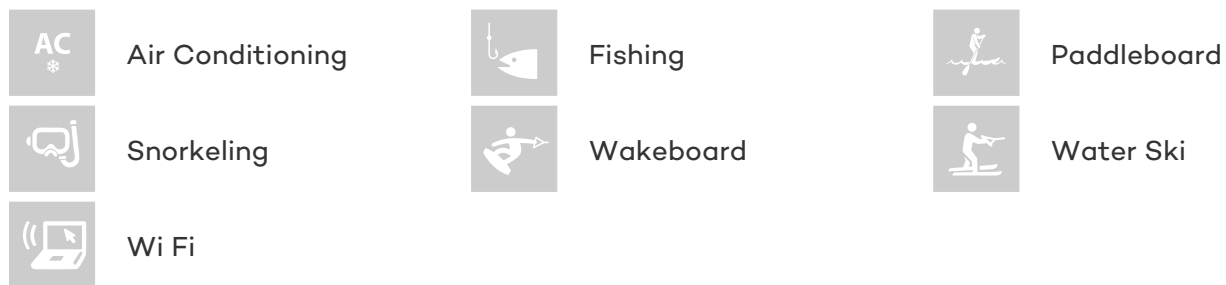 AC
Air Conditioning
Fishing
Paddleboard
Snorkeling
Wakeboard
Water Ski
Wi Fi